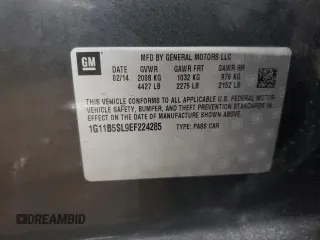 GM
MFD BY GENERAL MOTORS LLC
DATE GVWR GAWR FRT GAWR RR
02/14 2008 KG 1032 KG 976 KG
4427 LB 2275 LB 2152 LB
THIS VEHICLE CONFORMS TO ALL APPLICABLE U.S. FEDERAL MOTOR
VEHICLE SAFETY, BUMPER, AND THEFT PREVENTION STANDARDS IN
EFFECT ON THE DATE OF MANUFACTURE SHOWN ABOVE.
1G11B5SL9EF224285 TYPE: PASS CAR
DREAMBID